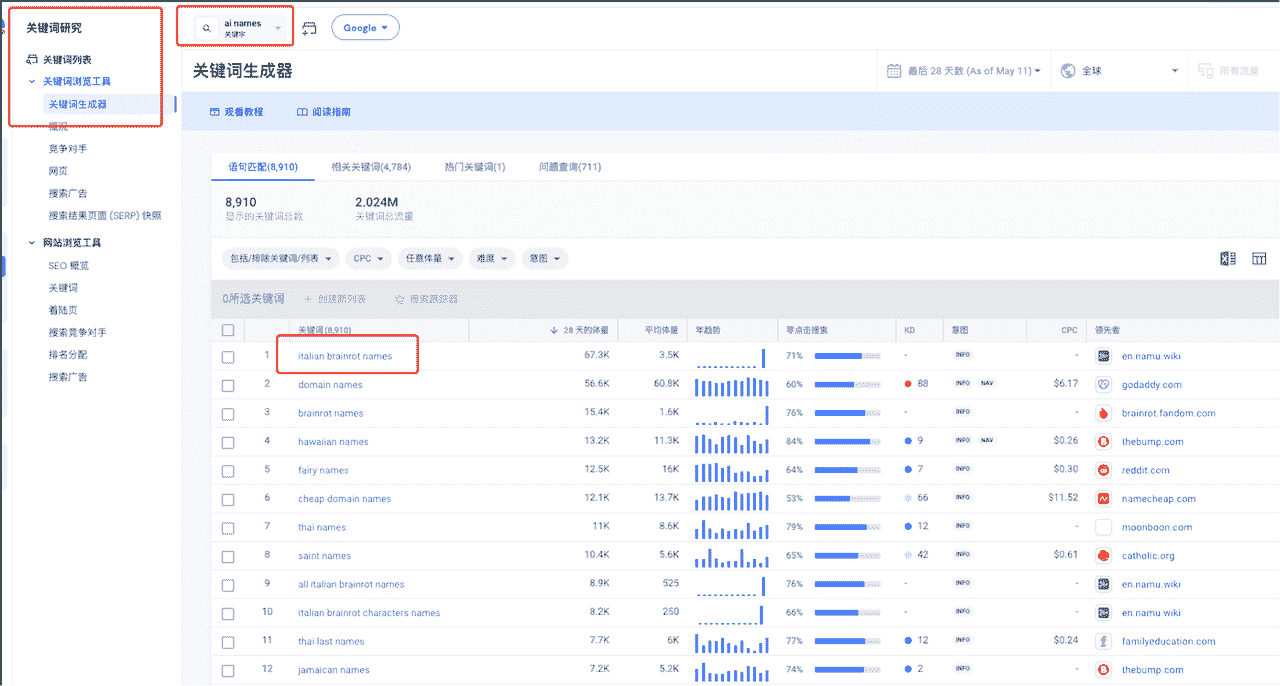 关键词研究
关键词列表
关键词浏览工具
关键词生成器
概况
竞争对手
网页
搜索广告
搜索结果页面 (SERP) 快照
网站浏览工具
SEO 概览
关键词
着陆页
搜索竞争对手
排名分配
搜索广告
ai names
关键字
Google
关键词生成器
最后 28 天数 (As of May 11)
全球
所有流量
观看教程
阅读指南
语句匹配(8,910) 相关关键词(4,784) 热门关键词(1) 问题查询(711)
8,910 2.024M
显示的关键词总数 关键词总流量
包括/排除关键词/列表 CPC 任意体量 难度 意图
0所选关键词 + 创建新列表 搜索跟踪器
关键词(8,910) 28 天的体量 平均体量 年趋势 零点击搜索 KD 意图 CPC 领先者
1 italian brainrot names 67.3K 3.5K 71% - INFO - en.namu.wiki
2 domain names 56.6K 60.8K 60% 88 INFO NAV $6.17 godaddy.com
3 brainrot names 15.4K 1.6K 76% - INFO - brainrot.fandom.com
4 hawaiian names 13.2K 11.3K 84% 9 INFO NAV $0.26 thebump.com
5 fairy names 12.5K 16K 64% 7 INFO $0.30 reddit.com
6 cheap domain names 12.1K 13.7K 53% 66 INFO $11.52 namecheap.com
7 thai names 11K 8.6K 79% 12 INFO - moonboon.com
8 saint names 10.4K 5.6K 65% 42 INFO $0.61 catholic.org
9 all italian brainrot names 8.9K 525 76% - INFO - en.namu.wiki
10 italian brainrot characters names 8.2K 250 66% - INFO - en.namu.wiki
11 thai last names 7.7K 6K 77% 12 INFO $0.24 familyeducation.com
12 jamaican names 7.2K 5.2K 74% 2 INFO - thebump.com